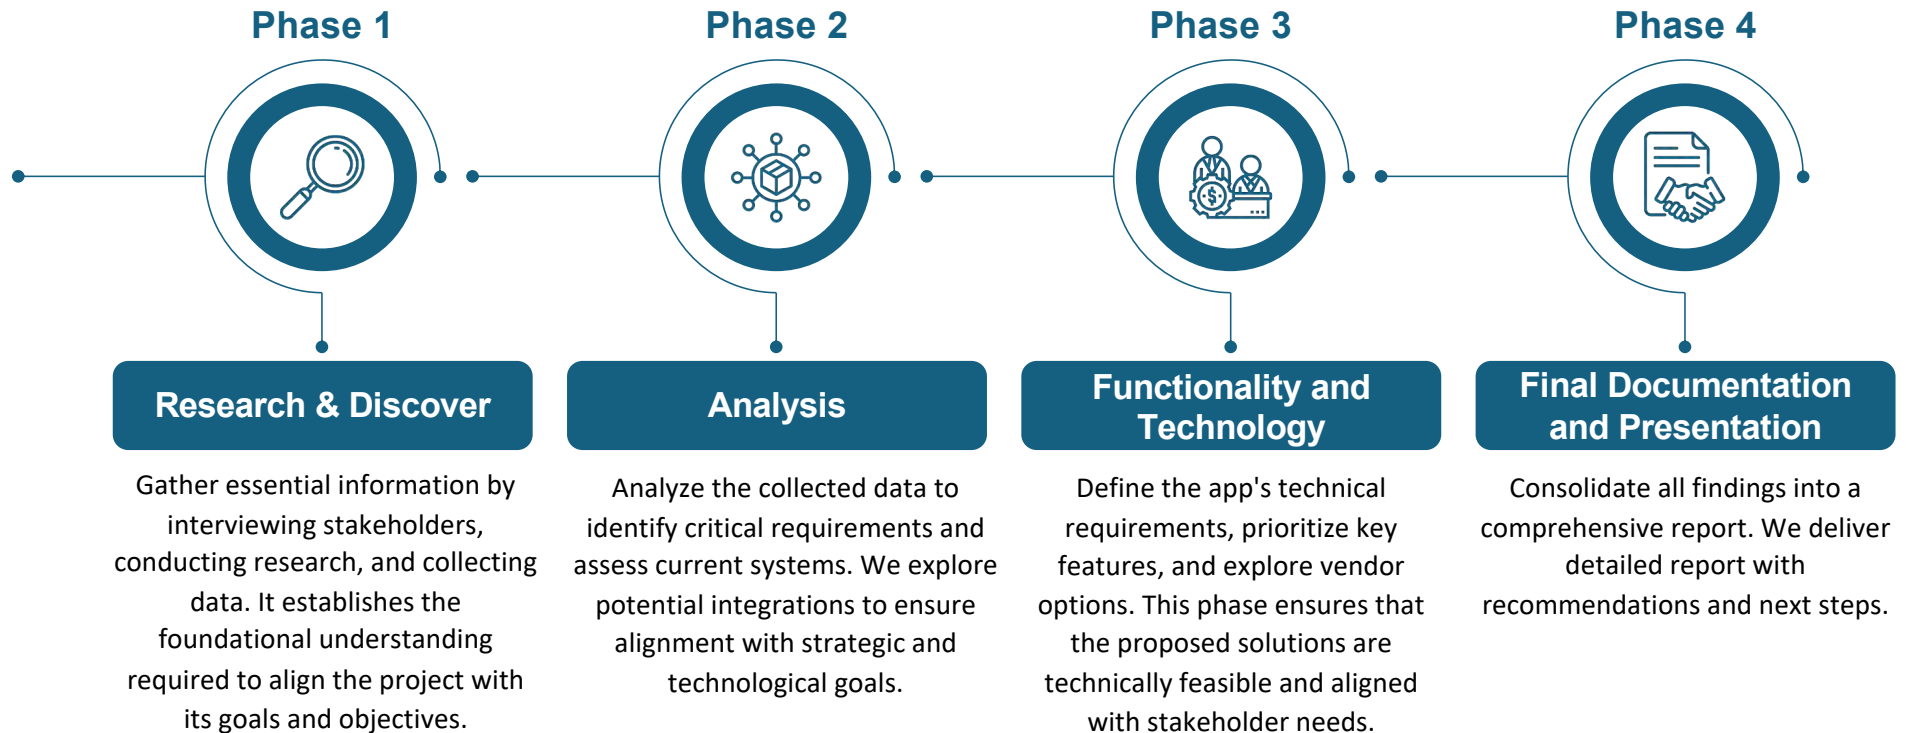 Phase 1
Phase 2
Phase 3
Phase 4
Research & Discover
Gather essential information by
interviewing stakeholders,
conducting research, and collecting
data. It establishes the
foundational understanding
required to align the project with
its goals and objectives.
Analysis
Analyze the collected data to
identify critical requirements and
assess current systems. We explore
potential integrations to ensure
alignment with strategic and
technological goals.
Functionality and
Technology
Define the app's technical
requirements, prioritize key
features, and explore vendor
options. This phase ensures that
the proposed solutions are
technically feasible and aligned
with stakeholder needs.
Final Documentation
and Presentation
Consolidate all findings into a
comprehensive report. We deliver
detailed report with
recommendations and next steps.
$